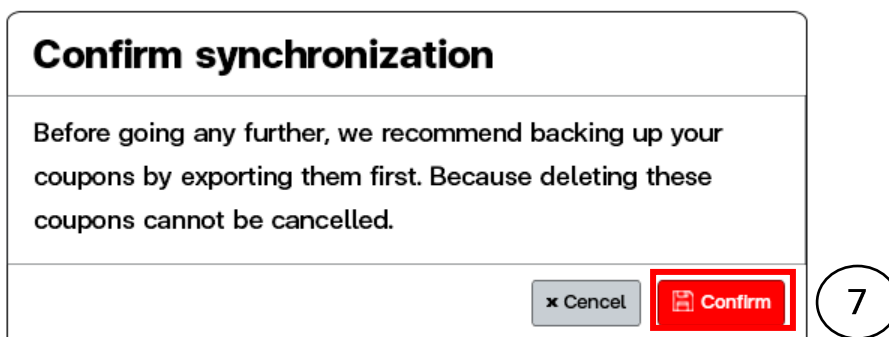 Confirm synchronization
Before going any further, we recommend backing up your
coupons by exporting them first. Because deleting these
coupons cannot be cancelled.
× Cencel Confirm 7